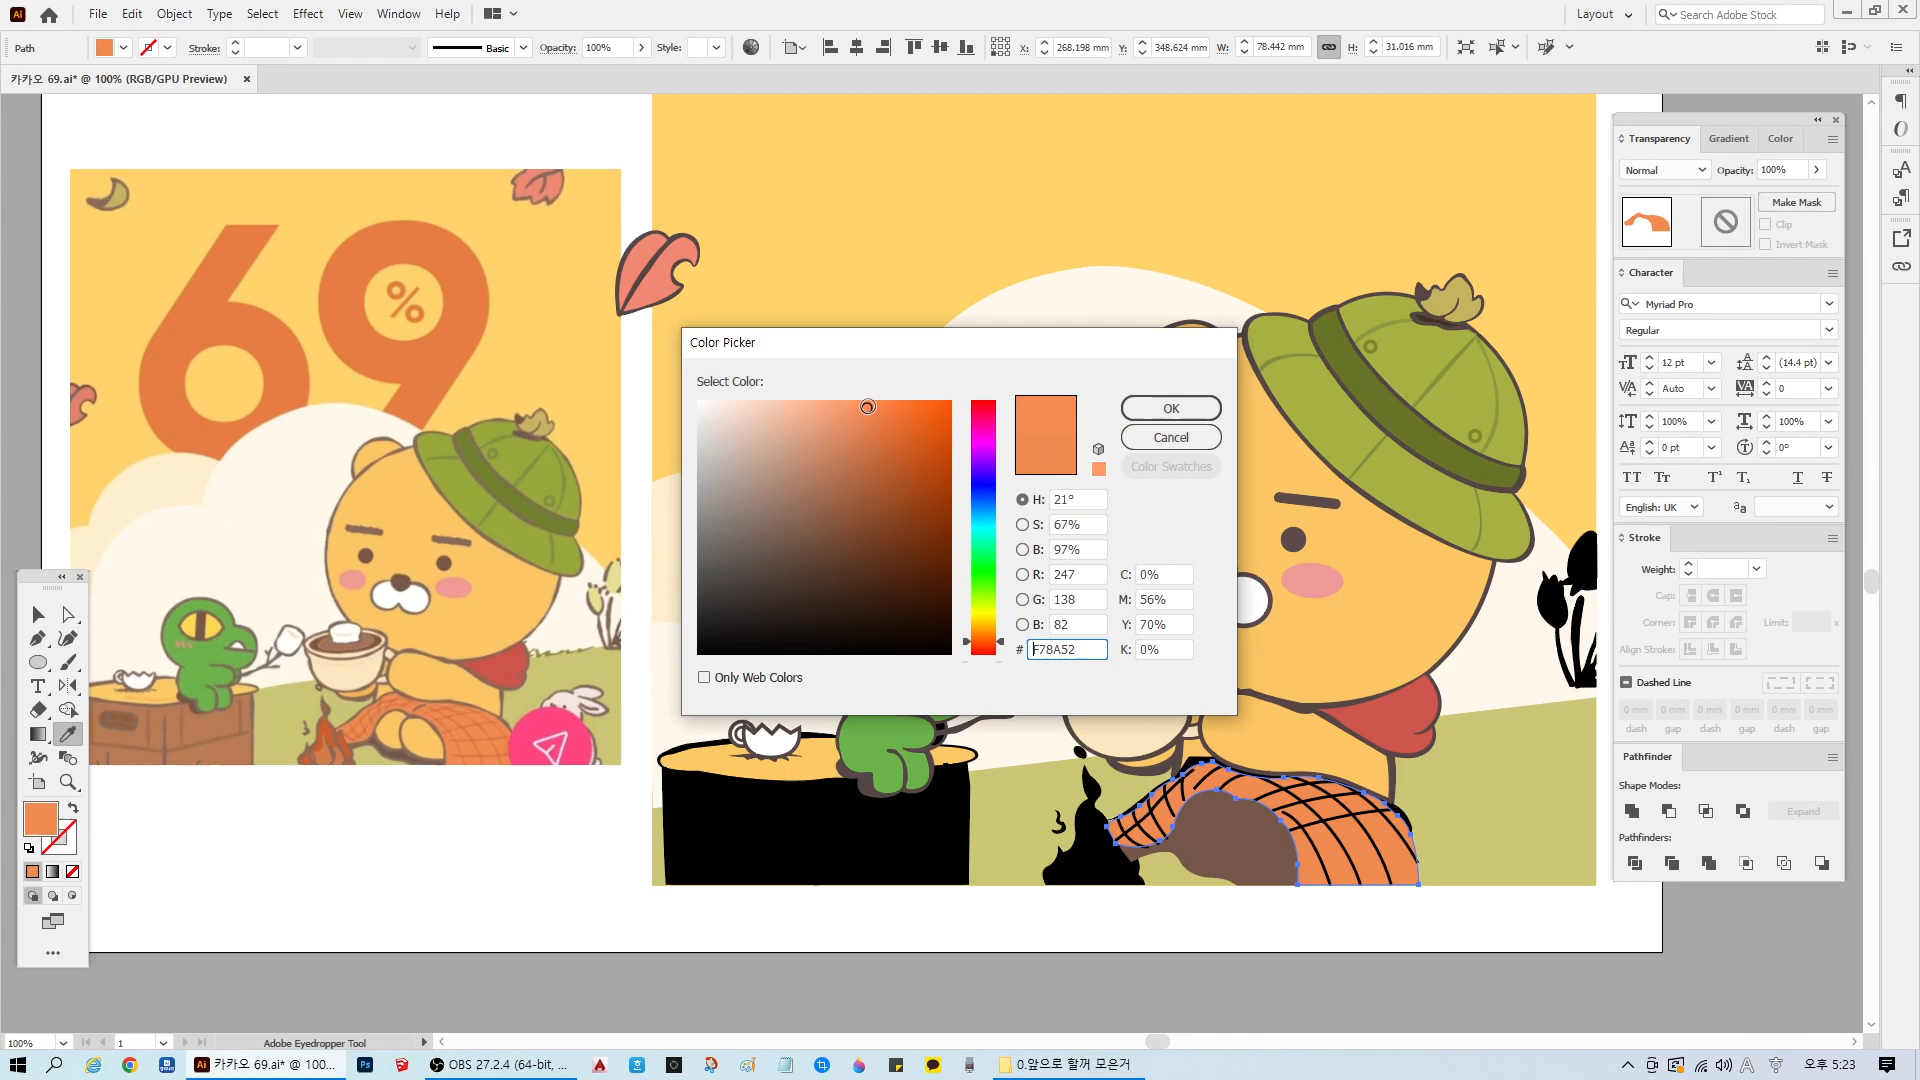 Ai File Edit Object Type Select Effect View Window Help Layout Search Adobe Stock
Path Stroke: Basic Opacity: 100% Style: X: 268.198 mm Y: 348.624 mm W: 78.442 mm H: 31.016 mm
카카오 69.ai* @ 100% (RGB/GPU Preview)
69
%
Color Picker
Select Color:
OK
Cancel
Color Swatches
H: 21°
S: 67%
B: 97%
R: 247 C: 0%
G: 138 M: 56%
B: 82 Y: 70%
# F78A52 K: 0%
Only Web Colors
Transparency Gradient Color
Normal Opacity: 100%
Make Mask
Clip
Invert Mask
Character
Myriad Pro
Regular
12 pt (14.4 pt)
Auto 0
100% 100%
0 pt 0°
English: UK
Stroke
Weight:
Cap:
Corner: Limit: x
Align Stroke:
Dashed Line
0 mm 0 mm 0 mm 0 mm 0 mm 0 mm
dash gap dash gap dash gap
Pathfinder
Shape Modes:
Expand
Pathfinders:
100% 1 Adobe Eyedropper Tool
카카오 69.ai* @ 100... OBS 27.2.4 (64-bit, ... 0.앞으로 할꺼 모은거 오후 5:23